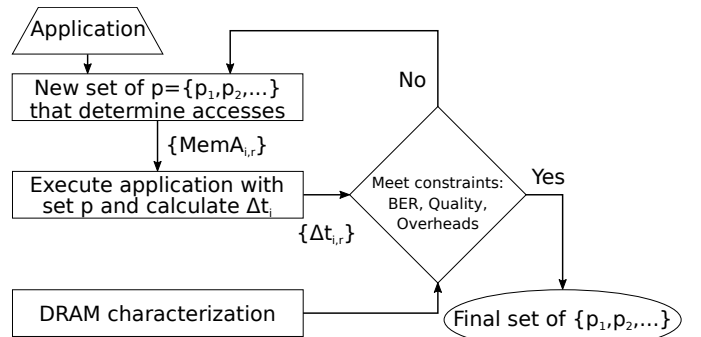 Application
New set of p={p₁,p₂,...}
that determine accesses
{MemAᵢ,ᵣ}
Execute application with
set p and calculate Δtᵢ
{Δtᵢ,ᵣ}
DRAM characterization
Meet constraints:
BER, Quality,
Overheads
No
Yes
Final set of {p₁,p₂,...}